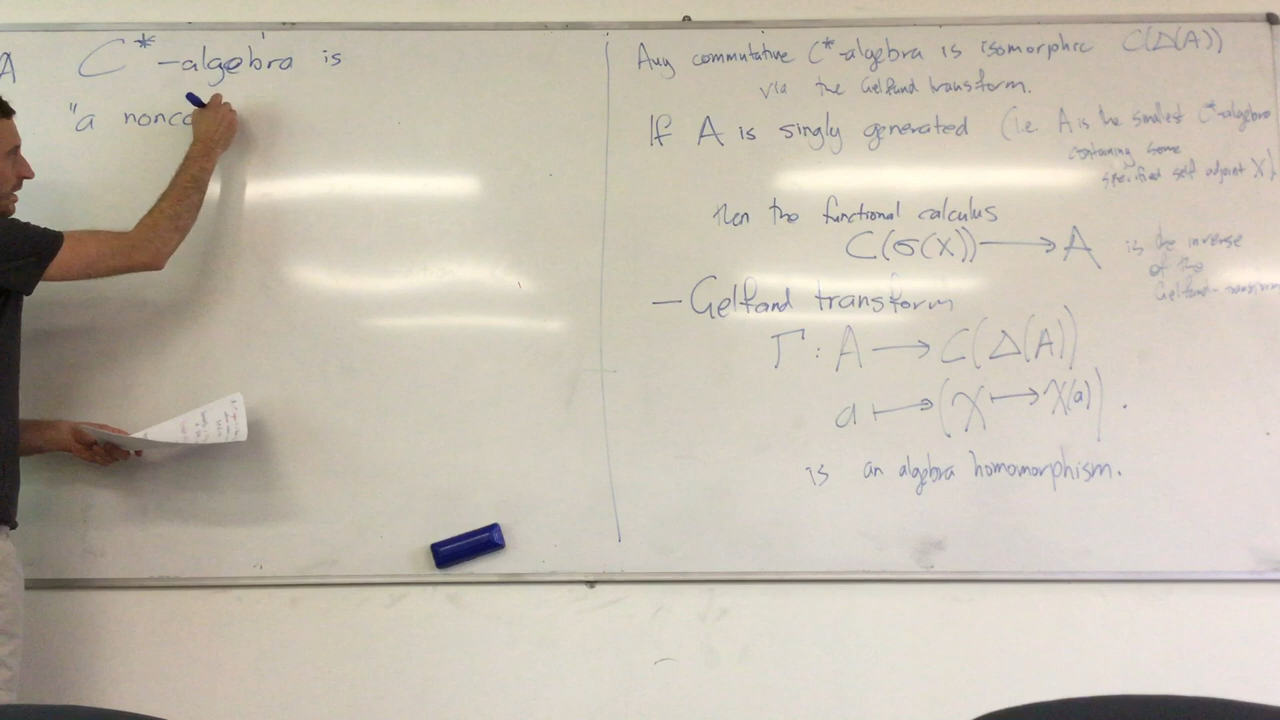 A C*-algebra is
"a nonco
Any commutative C*-algebra is isomorphic C(Δ(A))
via the Gelfand transform.
If A is singly generated (i.e. A is the smallest C*-algebra
containing some
specified self adjoint X)
then the functional calculus
C(σ(X)) ⟶ A is the inverse
of the
Gelfand-transform
— Gelfand transform
Γ : A ⟶ C(Δ(A))
a ⟼ (χ ⟼ χ(a)).
is an algebra homomorphism.